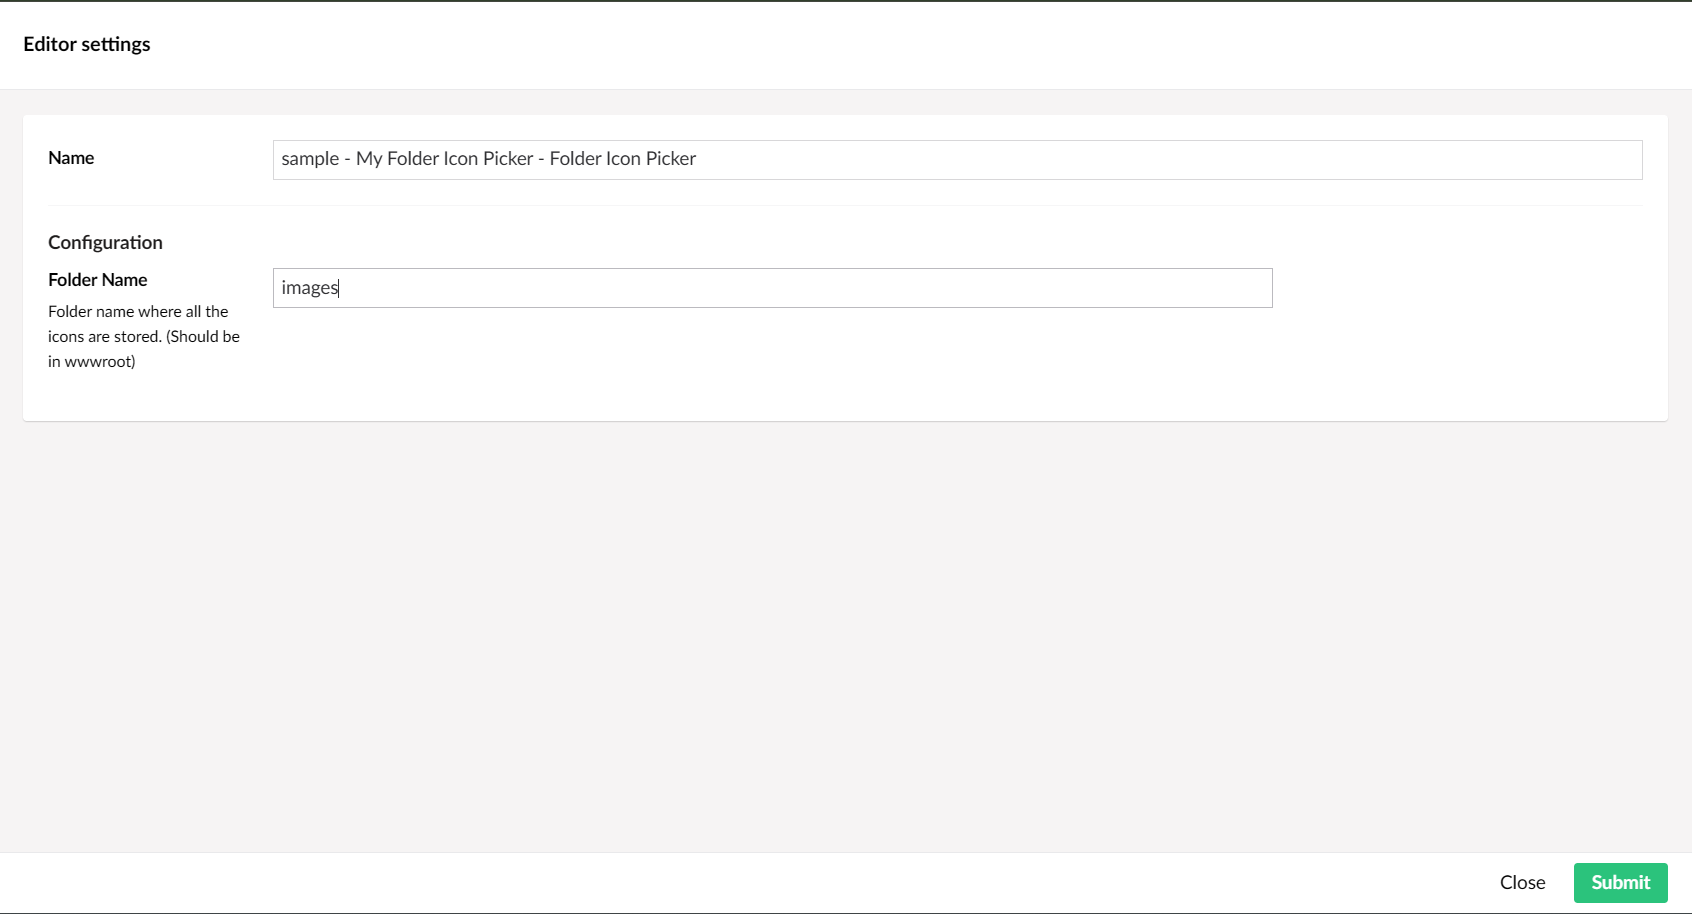 Editor settings
Name
sample - My Folder Icon Picker - Folder Icon Picker
Configuration
Folder Name
images
Folder name where all the
icons are stored. (Should be
in wwwroot)
Close
Submit